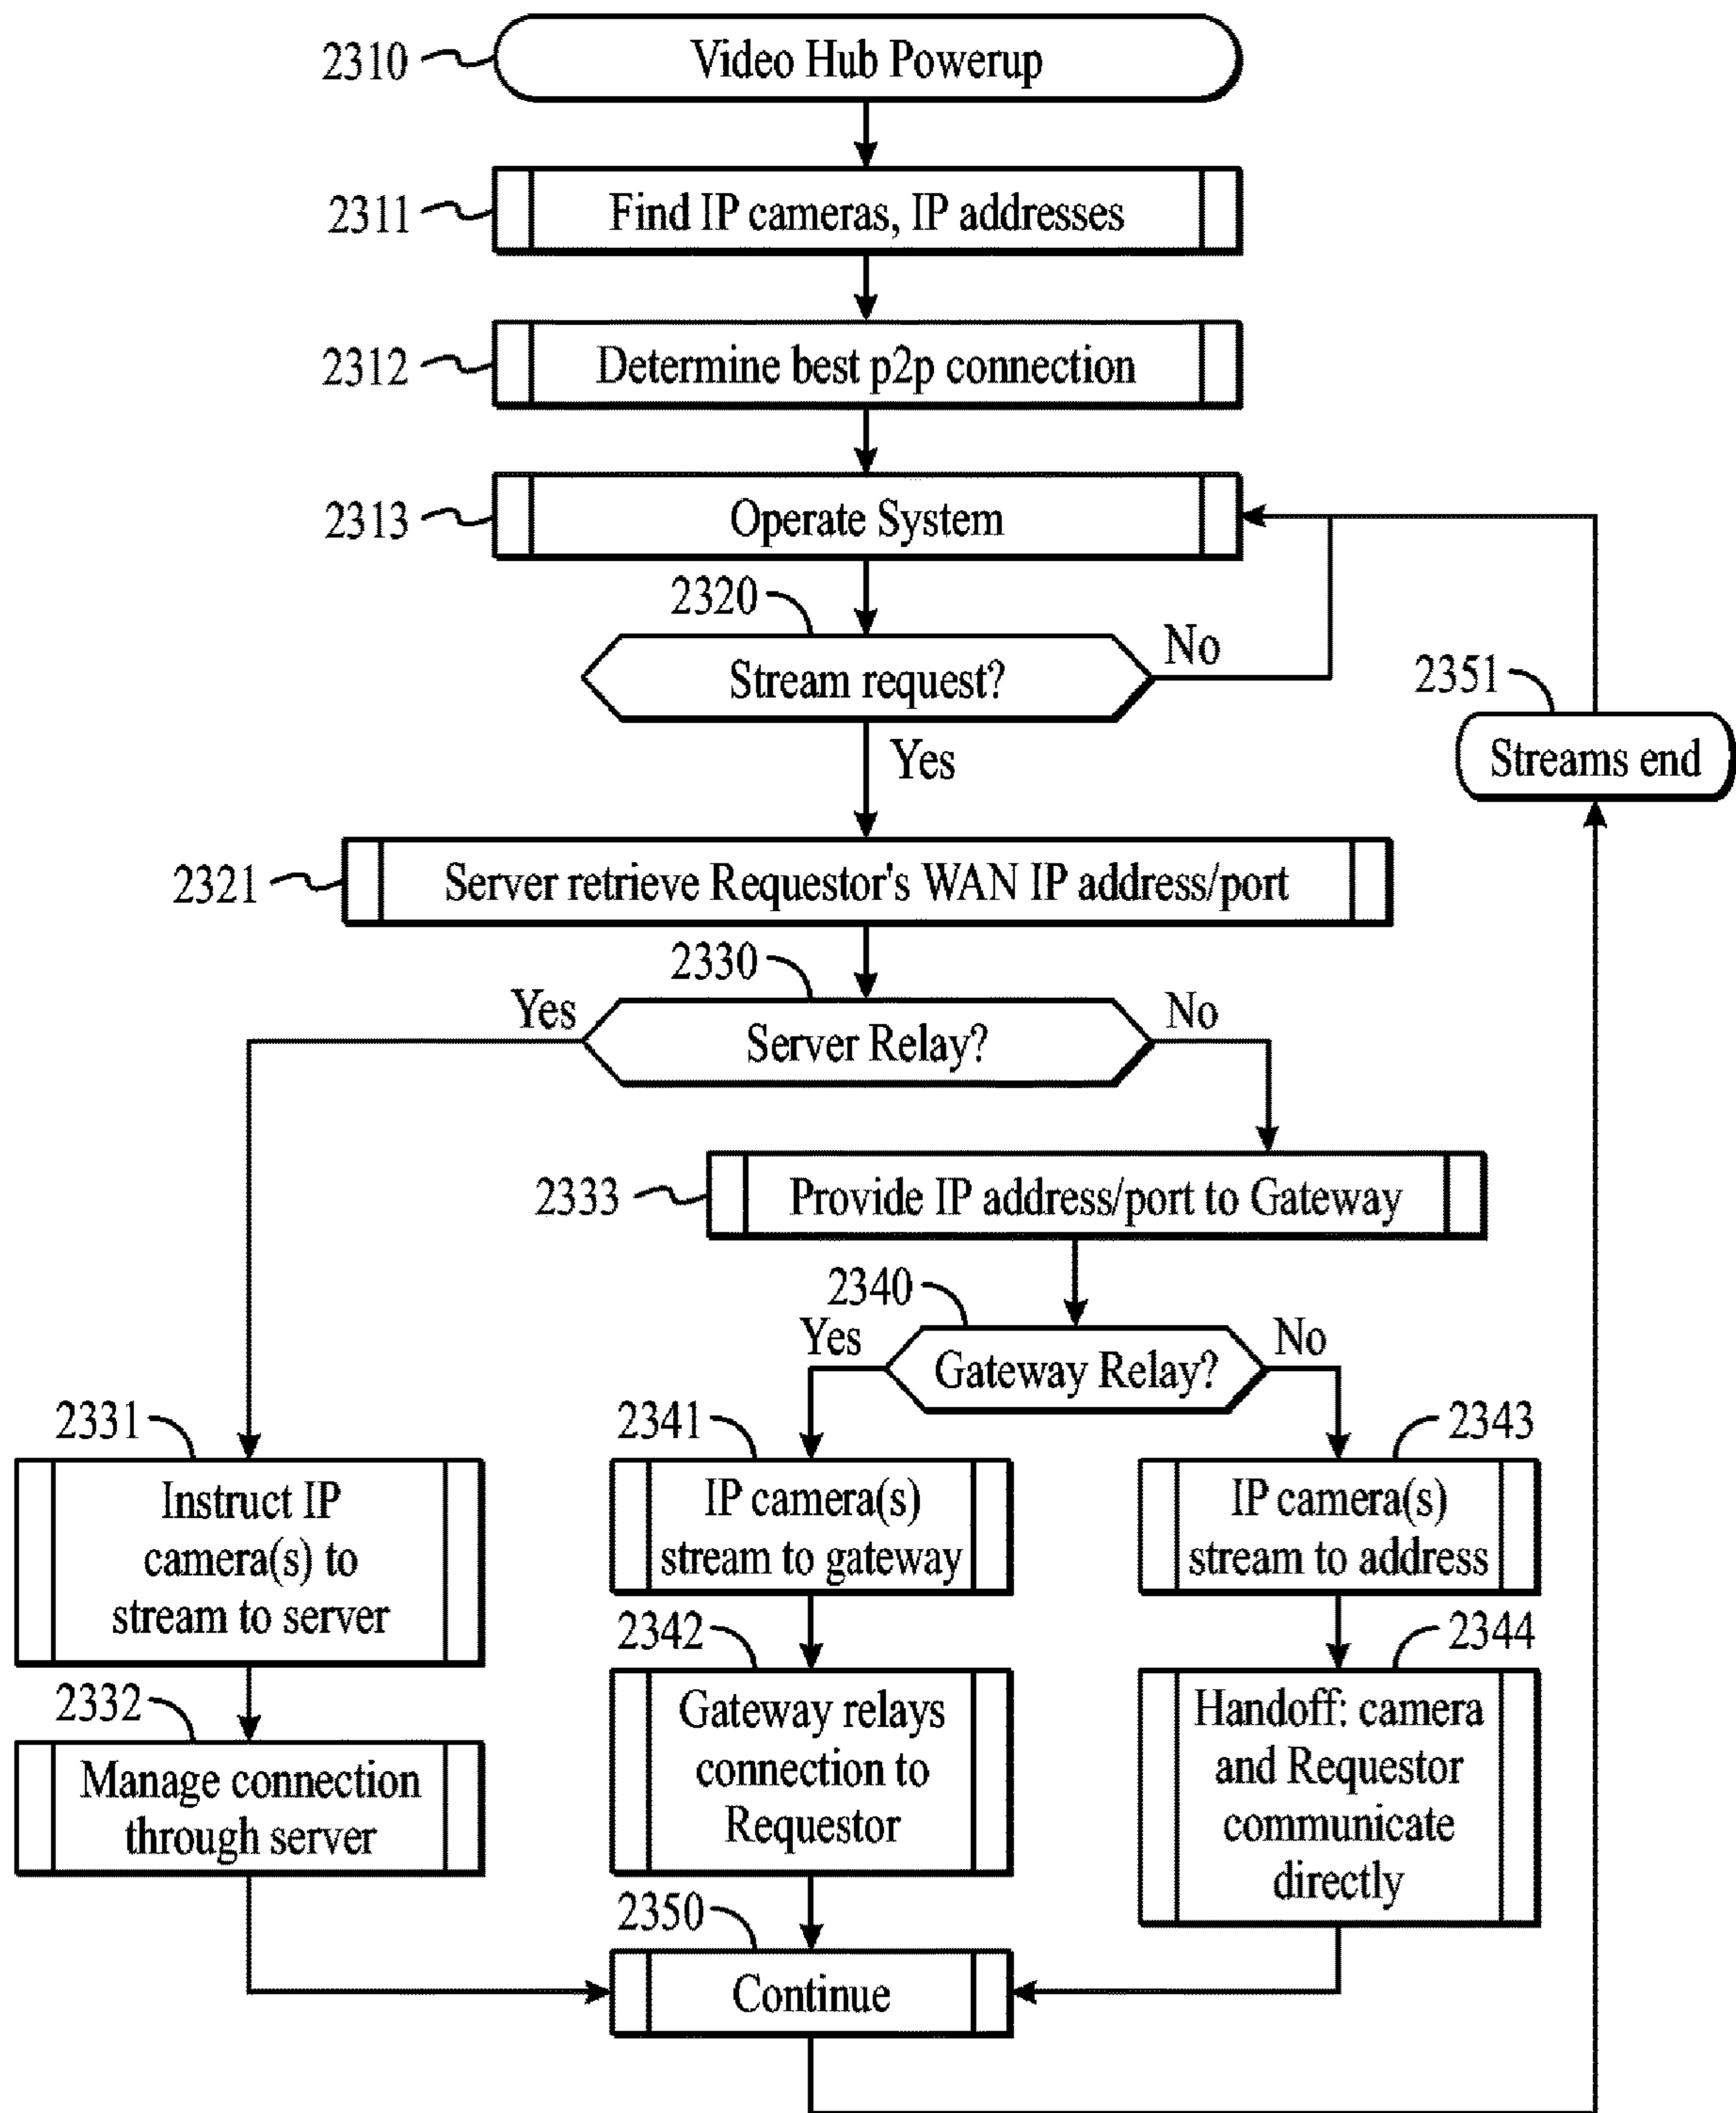 2310
Video Hub Powerup
2311
Find IP cameras, IP addresses
2312
Determine best p2p connection
2313
Operate System
2320
Stream request?
No
Yes
2351
Streams end
2321
Server retrieve Requestor's WAN IP address/port
2330
Yes
Server Relay?
No
2333
Provide IP address/port to Gateway
2340
Yes
Gateway Relay?
No
2331
Instruct IP
camera(s) to
stream to server
2341
IP camera(s)
stream to gateway
2343
IP camera(s)
stream to address
2332
Manage connection
through server
2342
Gateway relays
connection to
Requestor
2344
Handoff: camera
and Requestor
communicate
directly
2350
Continue